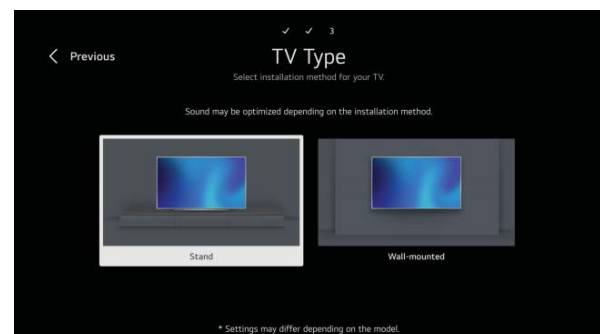 ✓ ✓ 3
Previous
TV Type
Select installation method for your TV.
Sound may be optimized depending on the installation method.
Stand
Wall-mounted
* Settings may differ depending on the model.